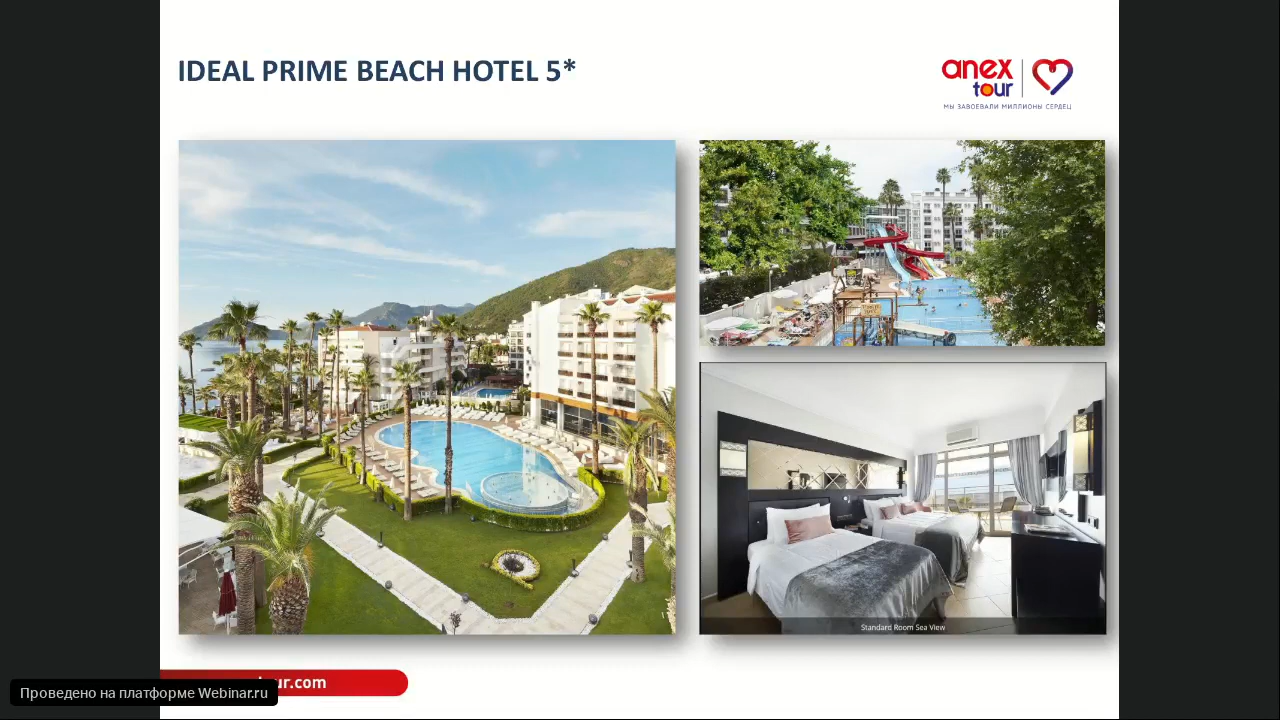 IDEAL PRIME BEACH HOTEL 5*
anex
tour
МЫ ЗАВОЕВАЛИ МИЛЛИОНЫ СЕРДЕЦ
Standard Room Sea View
tour.com
Проведено на платформе Webinar.ru